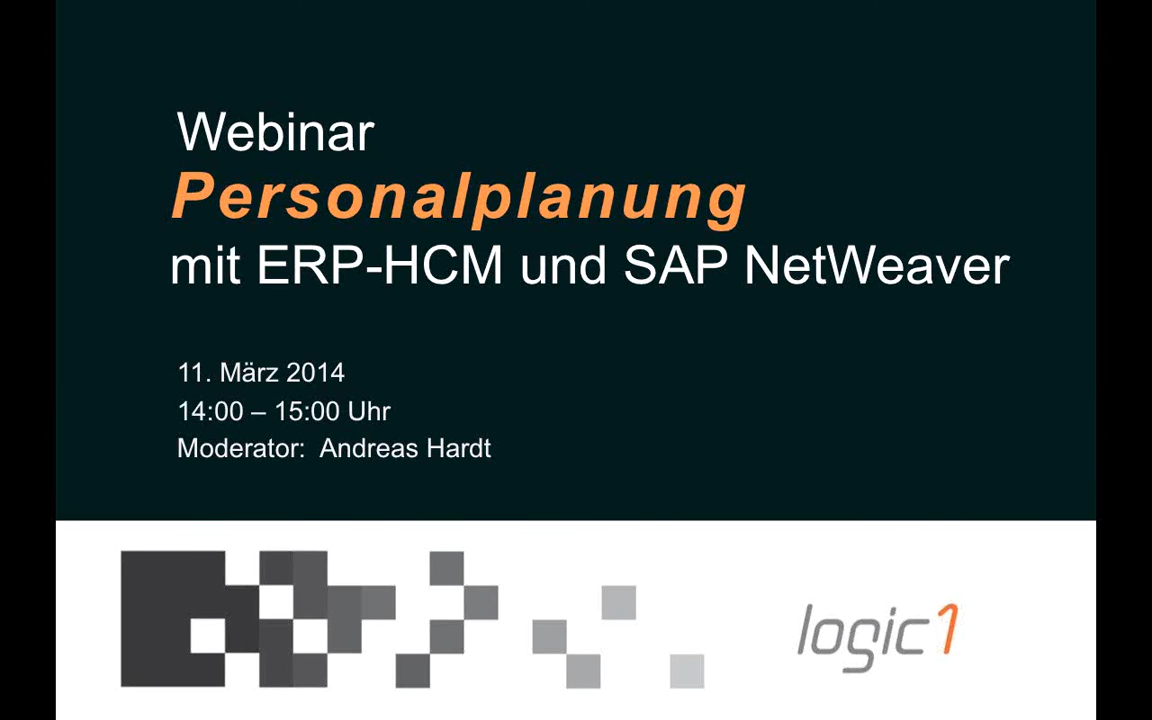 Webinar
Personalplanung
mit ERP-HCM und SAP NetWeaver
11. März 2014
14:00 – 15:00 Uhr
Moderator: Andreas Hardt
logic1